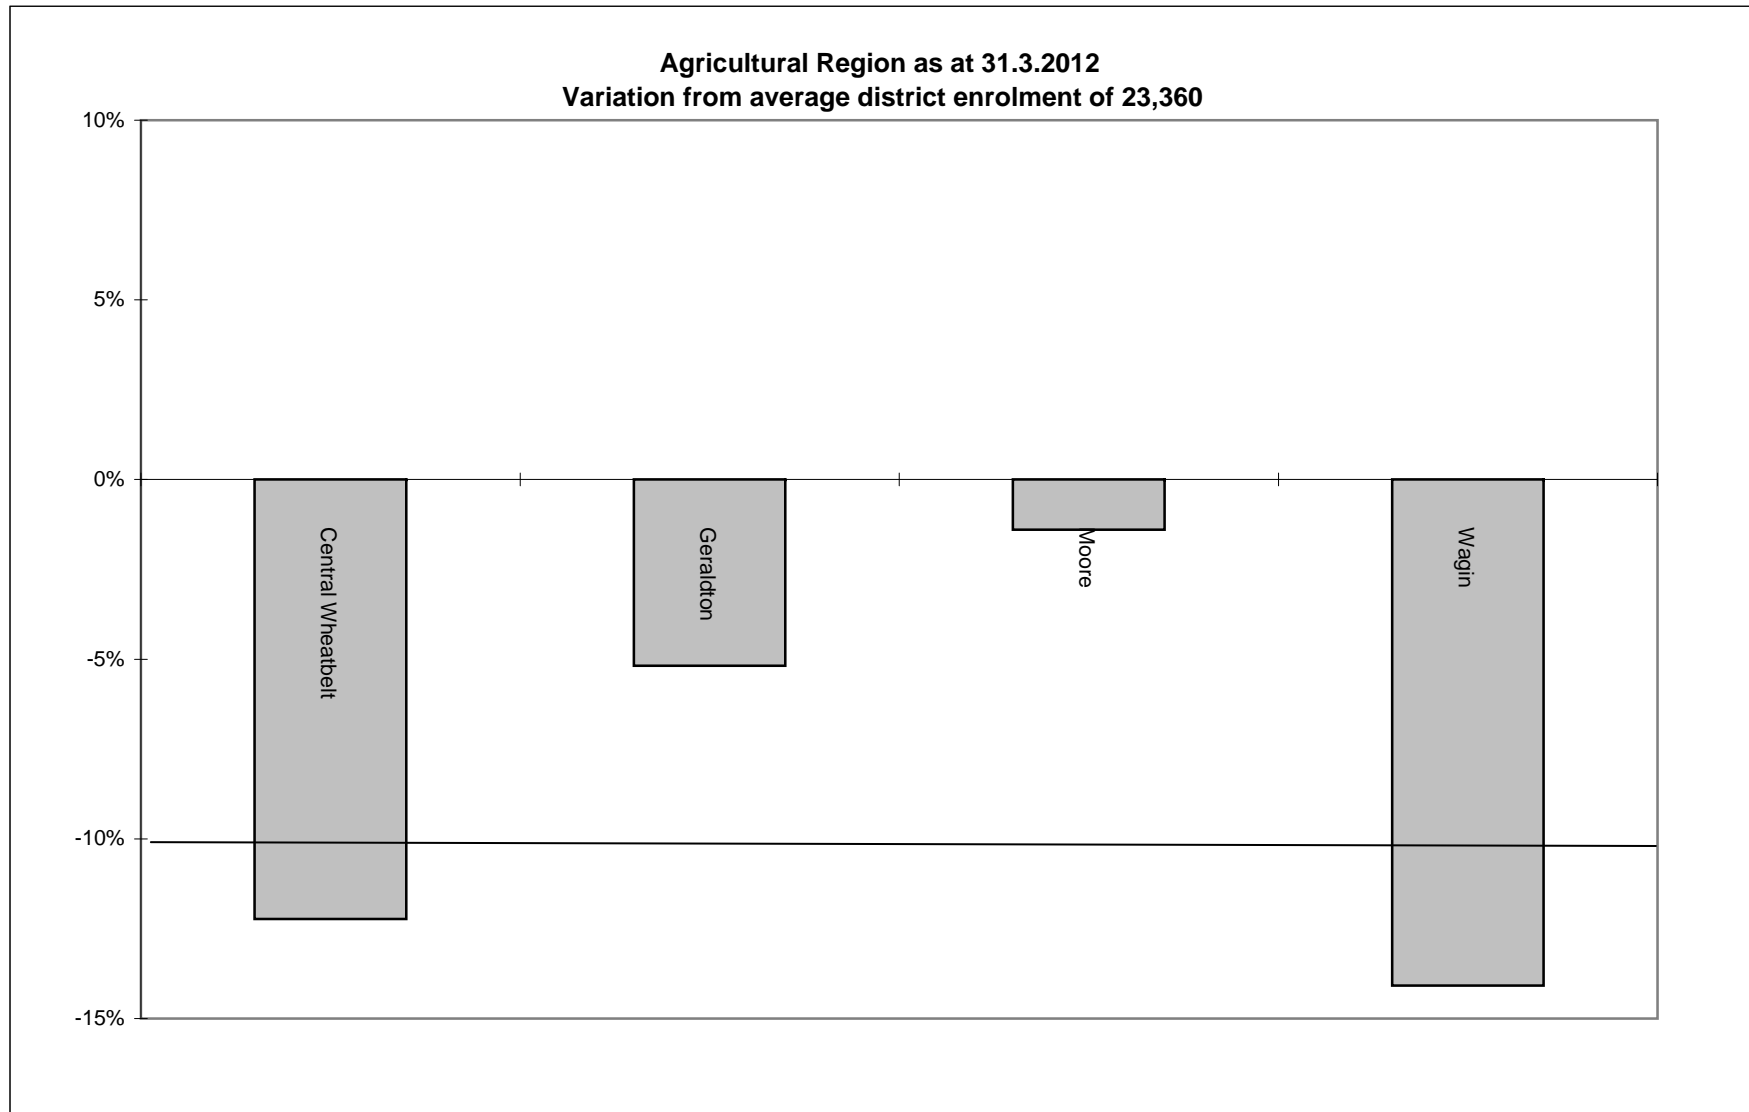 Agricultural Region as at 31.3.2012
Variation from average district enrolment of 23,360
10%
5%
0%
-5%
-10%
-15%
Central Wheatbelt
Geraldton
Moore
Wagin